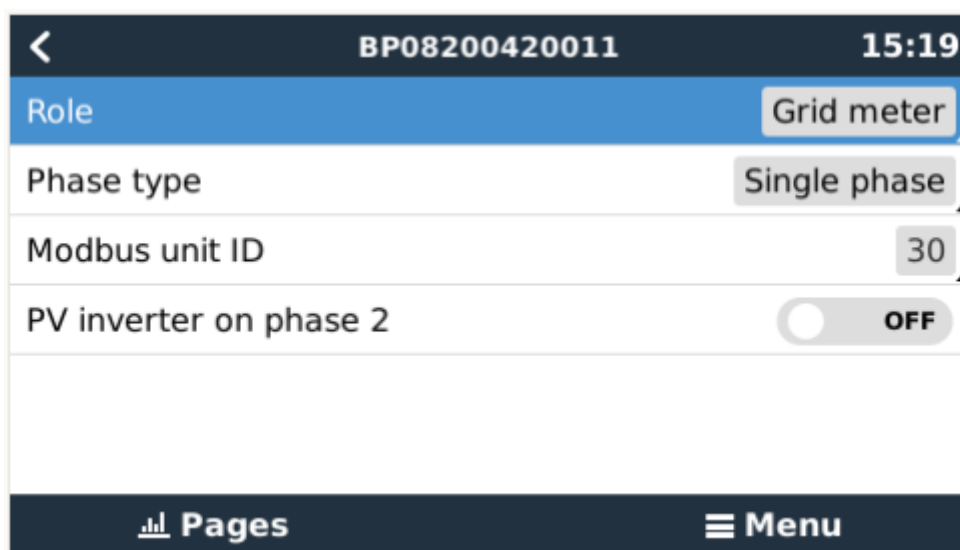 BP08200420011 15:19
Role Grid meter
Phase type Single phase
Modbus unit ID 30
PV inverter on phase 2 OFF
Pages Menu